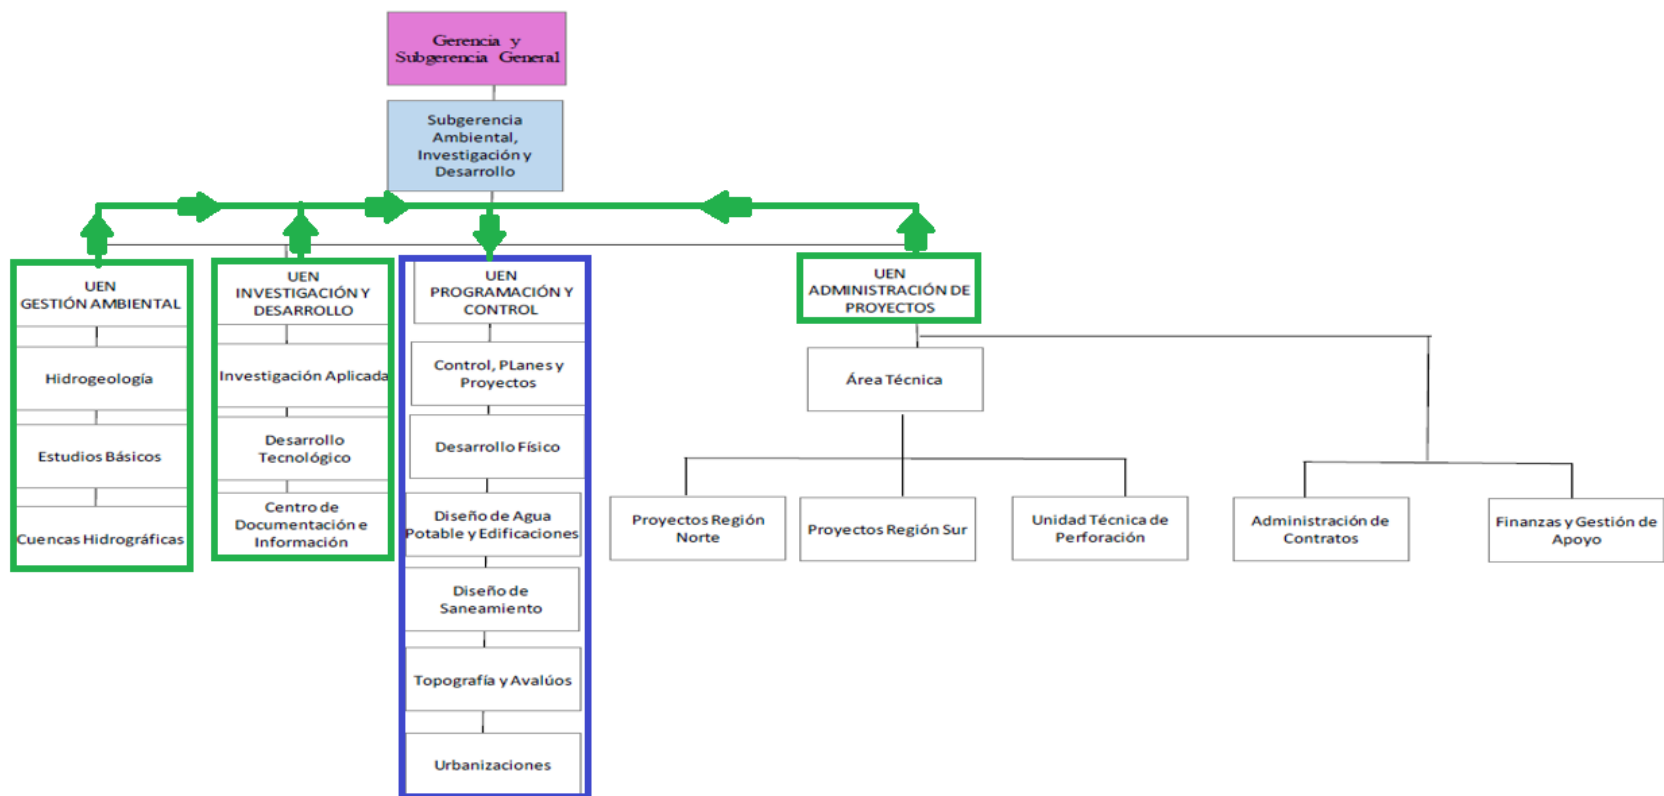 Gerencia y
Subgerencia General
Subgerencia
Ambiental,
Investigación y
Desarrollo
UEN
GESTIÓN AMBIENTAL
Hidrogeología
Estudios Básicos
Cuencas Hidrográficas
UEN
INVESTIGACIÓN Y
DESARROLLO
Investigación Aplicada
Desarrollo
Tecnológico
Centro de
Documentación e
Información
UEN
PROGRAMACIÓN Y
CONTROL
Control, PLanes y
Proyectos
Desarrollo Físico
Diseño de Agua
Potable y Edificaciones
Diseño de
Saneamiento
Topografía y Avalúos
Urbanizaciones
UEN
ADMINISTRACIÓN DE
PROYECTOS
Área Técnica
Proyectos Región
Norte
Proyectos Región Sur
Unidad Técnica de
Perforación
Administración de
Contratos
Finanzas y Gestión de
Apoyo